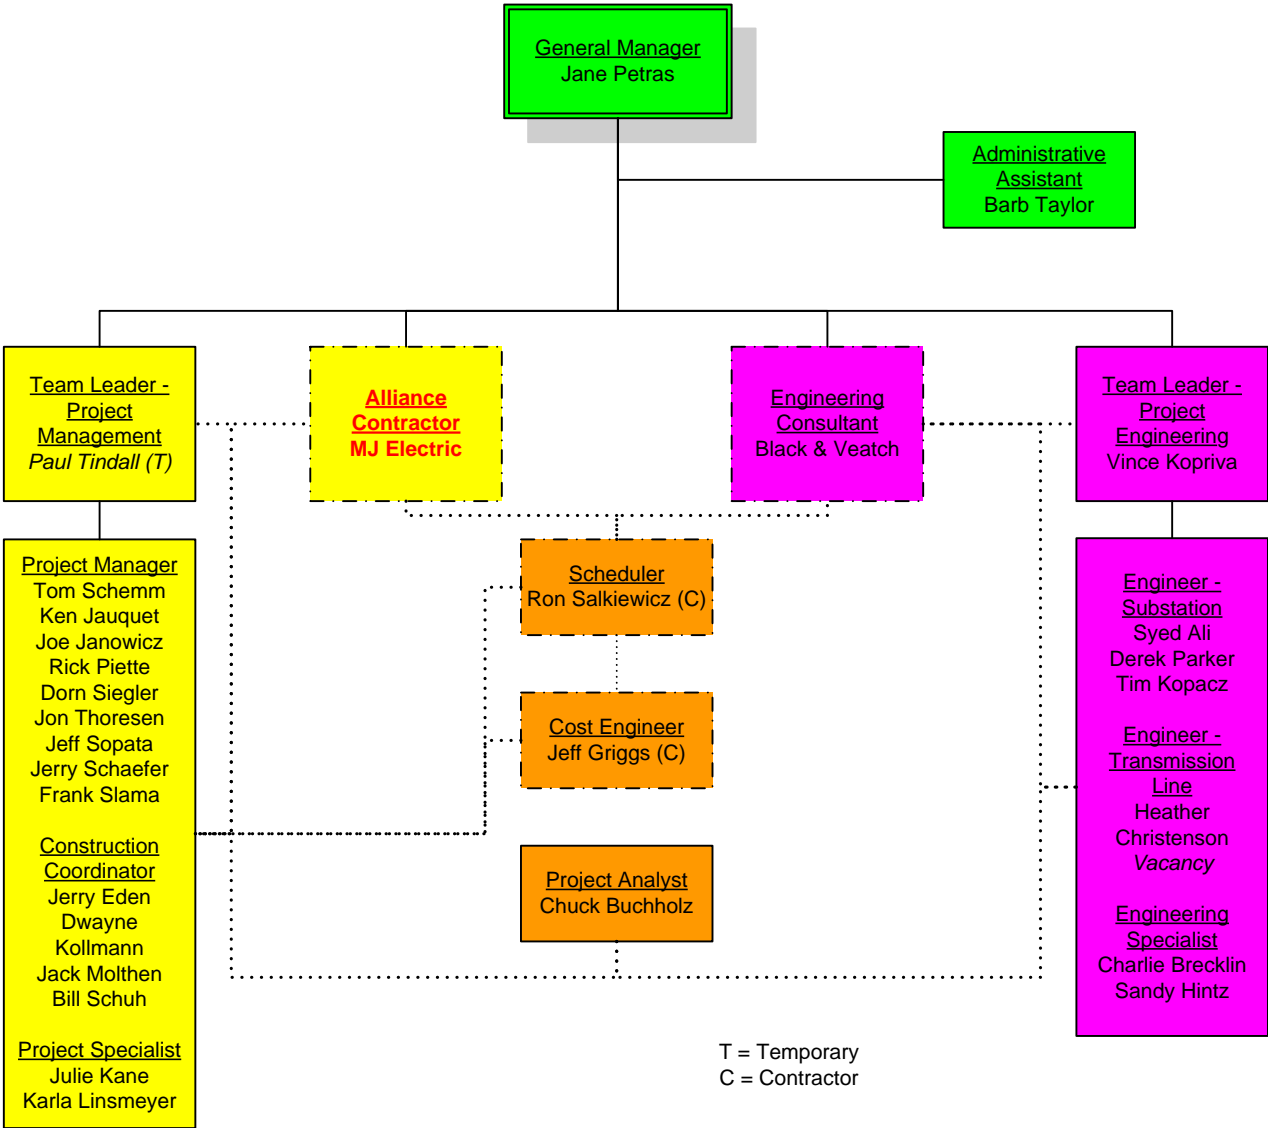 General Manager
Jane Petras
Administrative
Assistant
Barb Taylor
Team Leader -
Project
Management
Paul Tindall (T)
Alliance
Contractor
MJ Electric
Engineering
Consultant
Black & Veatch
Team Leader -
Project
Engineering
Vince Kopriva
Project Manager
Tom Schemm
Ken Jauquet
Joe Janowicz
Rick Piette
Dorn Siegler
Jon Thoresen
Jeff Sopata
Jerry Schaefer
Frank Slama
Construction
Coordinator
Jerry Eden
Dwayne
Kollmann
Jack Molthen
Bill Schuh
Project Specialist
Julie Kane
Karla Linsmeyer
Scheduler
Ron Salkiewicz (C)
Cost Engineer
Jeff Griggs (C)
Project Analyst
Chuck Buchholz
Engineer -
Substation
Syed Ali
Derek Parker
Tim Kopacz
Engineer -
Transmission
Line
Heather
Christenson
Vacancy
Engineering
Specialist
Charlie Brecklin
Sandy Hintz
T = Temporary
C = Contractor